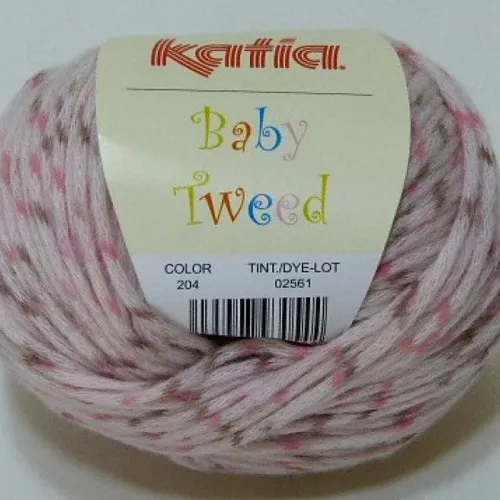 Katia.
Baby
Tweed
COLOR TINT./DYE-LOT
204 02561